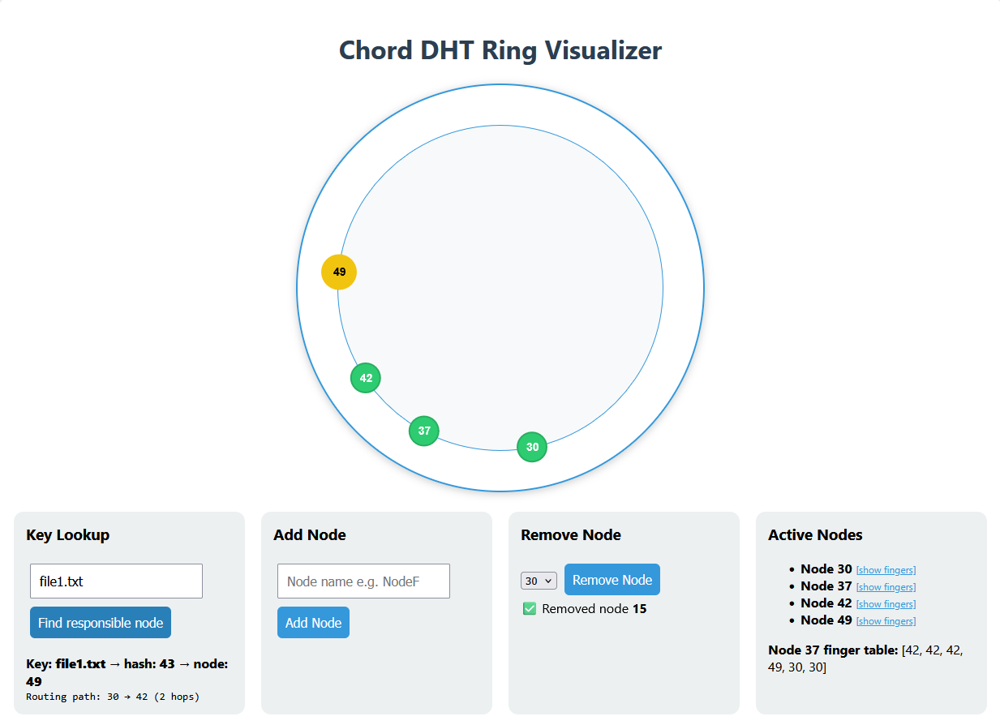 Chord DHT Ring Visualizer
49
42
37
30
Key Lookup
file1.txt
Find responsible node
Key: file1.txt → hash: 43 → node:
49
Routing path: 30 → 42 (2 hops)
Add Node
Node name e.g. NodeF
Add Node
Remove Node
30
Remove Node
✅ Removed node 15
Active Nodes
• Node 30 [show fingers]
• Node 37 [show fingers]
• Node 42 [show fingers]
• Node 49 [show fingers]
Node 37 finger table: [42, 42, 42,
49, 30, 30]